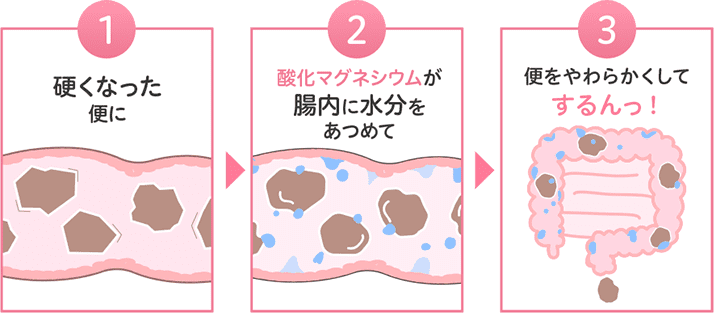 1
硬くなった
便に
2
酸化マグネシウムが
腸内に水分を
あつめて
3
便をやわらかくして
するんっ！